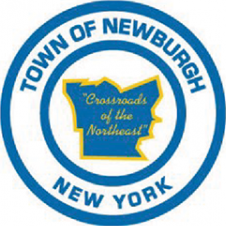 TOWN OF NEWBURGH
"Crossroads
of the
Northeast"
NEW YORK